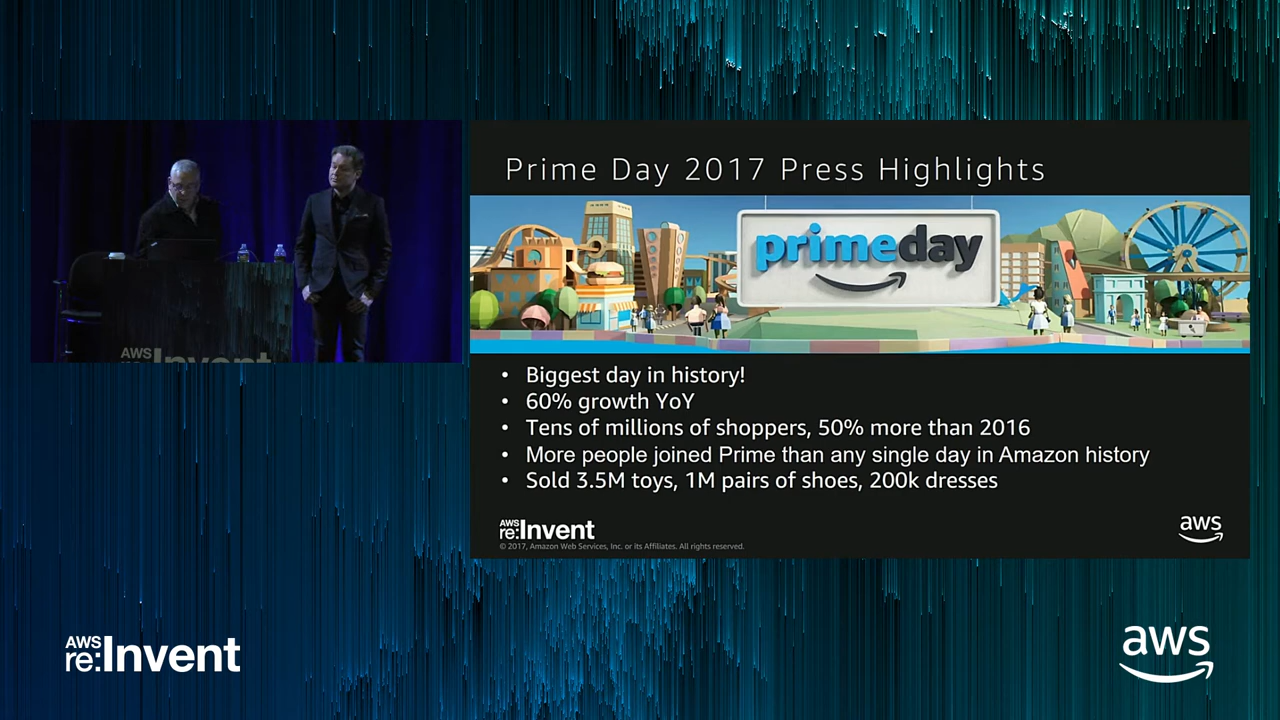 Prime Day 2017 Press Highlights
primeday
• Biggest day in history!
• 60% growth YoY
• Tens of millions of shoppers, 50% more than 2016
• More people joined Prime than any single day in Amazon history
• Sold 3.5M toys, 1M pairs of shoes, 200k dresses
AWS
re:Invent
© 2017, Amazon Web Services, Inc. or its Affiliates. All rights reserved.
aws
AWS
re:Invent
AWS
re:Invent
aws